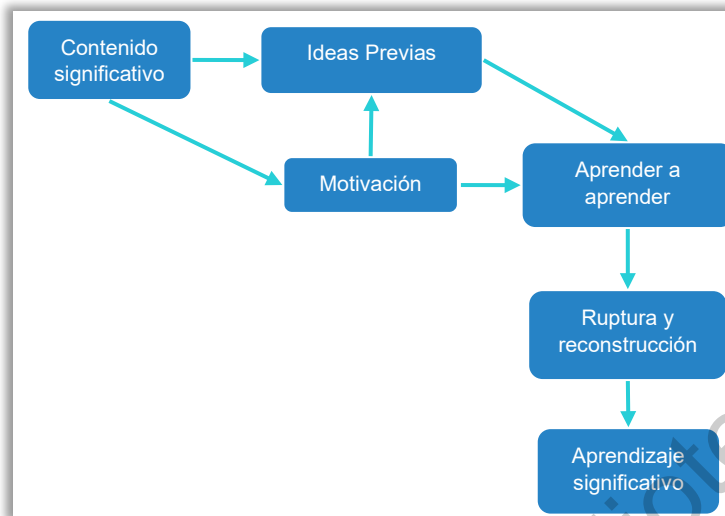 Contenido
significativo
Ideas Previas
Motivación
Aprender a
aprender
Ruptura y
reconstrucción
Aprendizaje
significativo